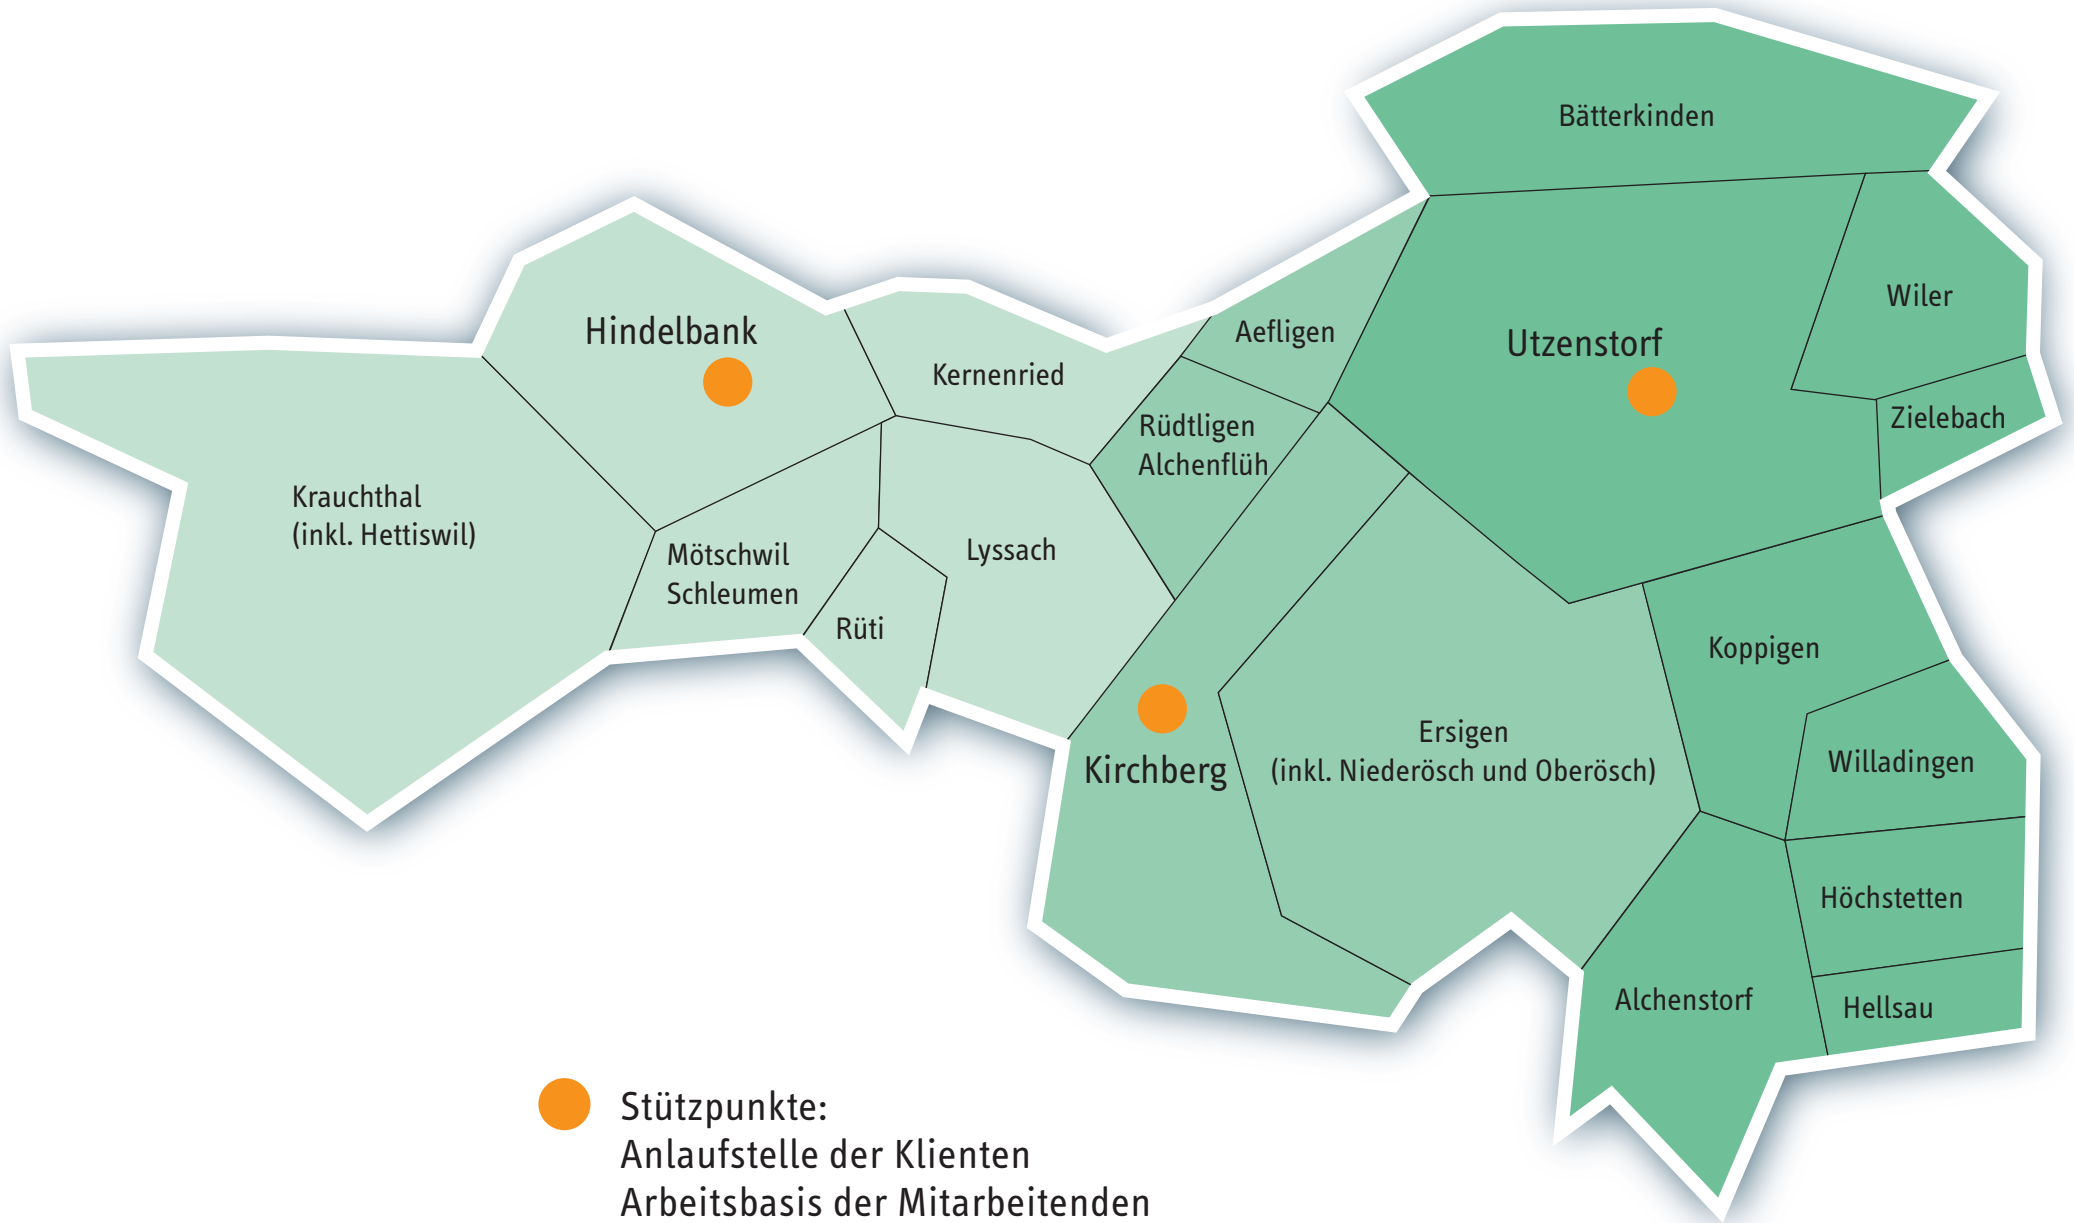 Bätterkinden
Wiler
Hindelbank
Aefligen
Utzenstorf
Kernenried
Zielebach
Rüdtligen
Alchenflüh
Krauchthal
(inkl. Hettiswil)
Mötschwil
Schleumen
Lyssach
Rüti
Koppigen
Ersigen
(inkl. Niederösch und Oberösch)
Kirchberg
Willadingen
Höchstetten
Alchenstorf
Hellsau
Stützpunkte:
Anlaufstelle der Klienten
Arbeitsbasis der Mitarbeitenden